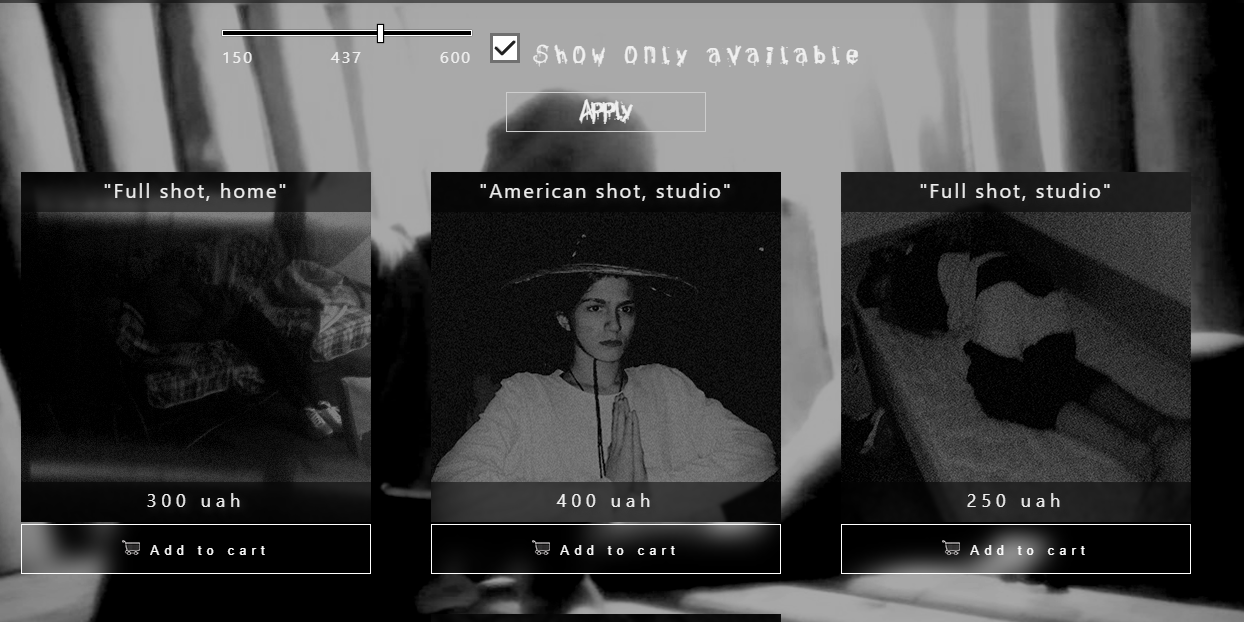 150 437 600
Show only available
Apply
"Full shot, home"
"American shot, studio"
"Full shot, studio"
300 uah
400 uah
250 uah
Add to cart
Add to cart
Add to cart